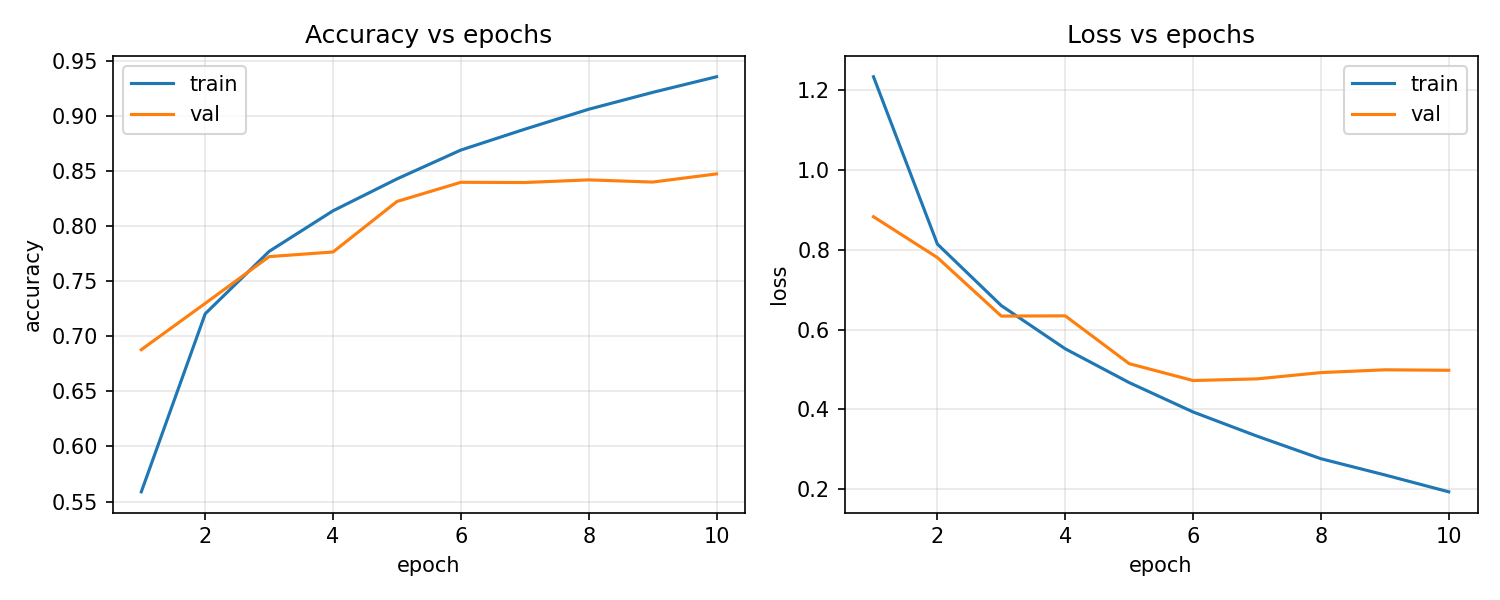 Accuracy vs epochs
train
val
0.95
0.90
0.85
0.80
0.75
0.70
0.65
0.60
0.55
accuracy
2 4 6 8 10
epoch
Loss vs epochs
train
val
1.2
1.0
0.8
0.6
0.4
0.2
loss
2 4 6 8 10
epoch